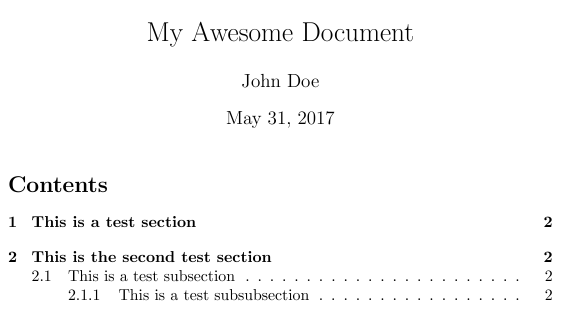 My Awesome Document
John Doe
May 31, 2017
Contents
1 This is a test section 2
2 This is the second test section 2
2.1 This is a test subsection . . . . . . . . . . . . . . . . . . . . . . . 2
2.1.1 This is a test subsubsection . . . . . . . . . . . . . . . . . 2